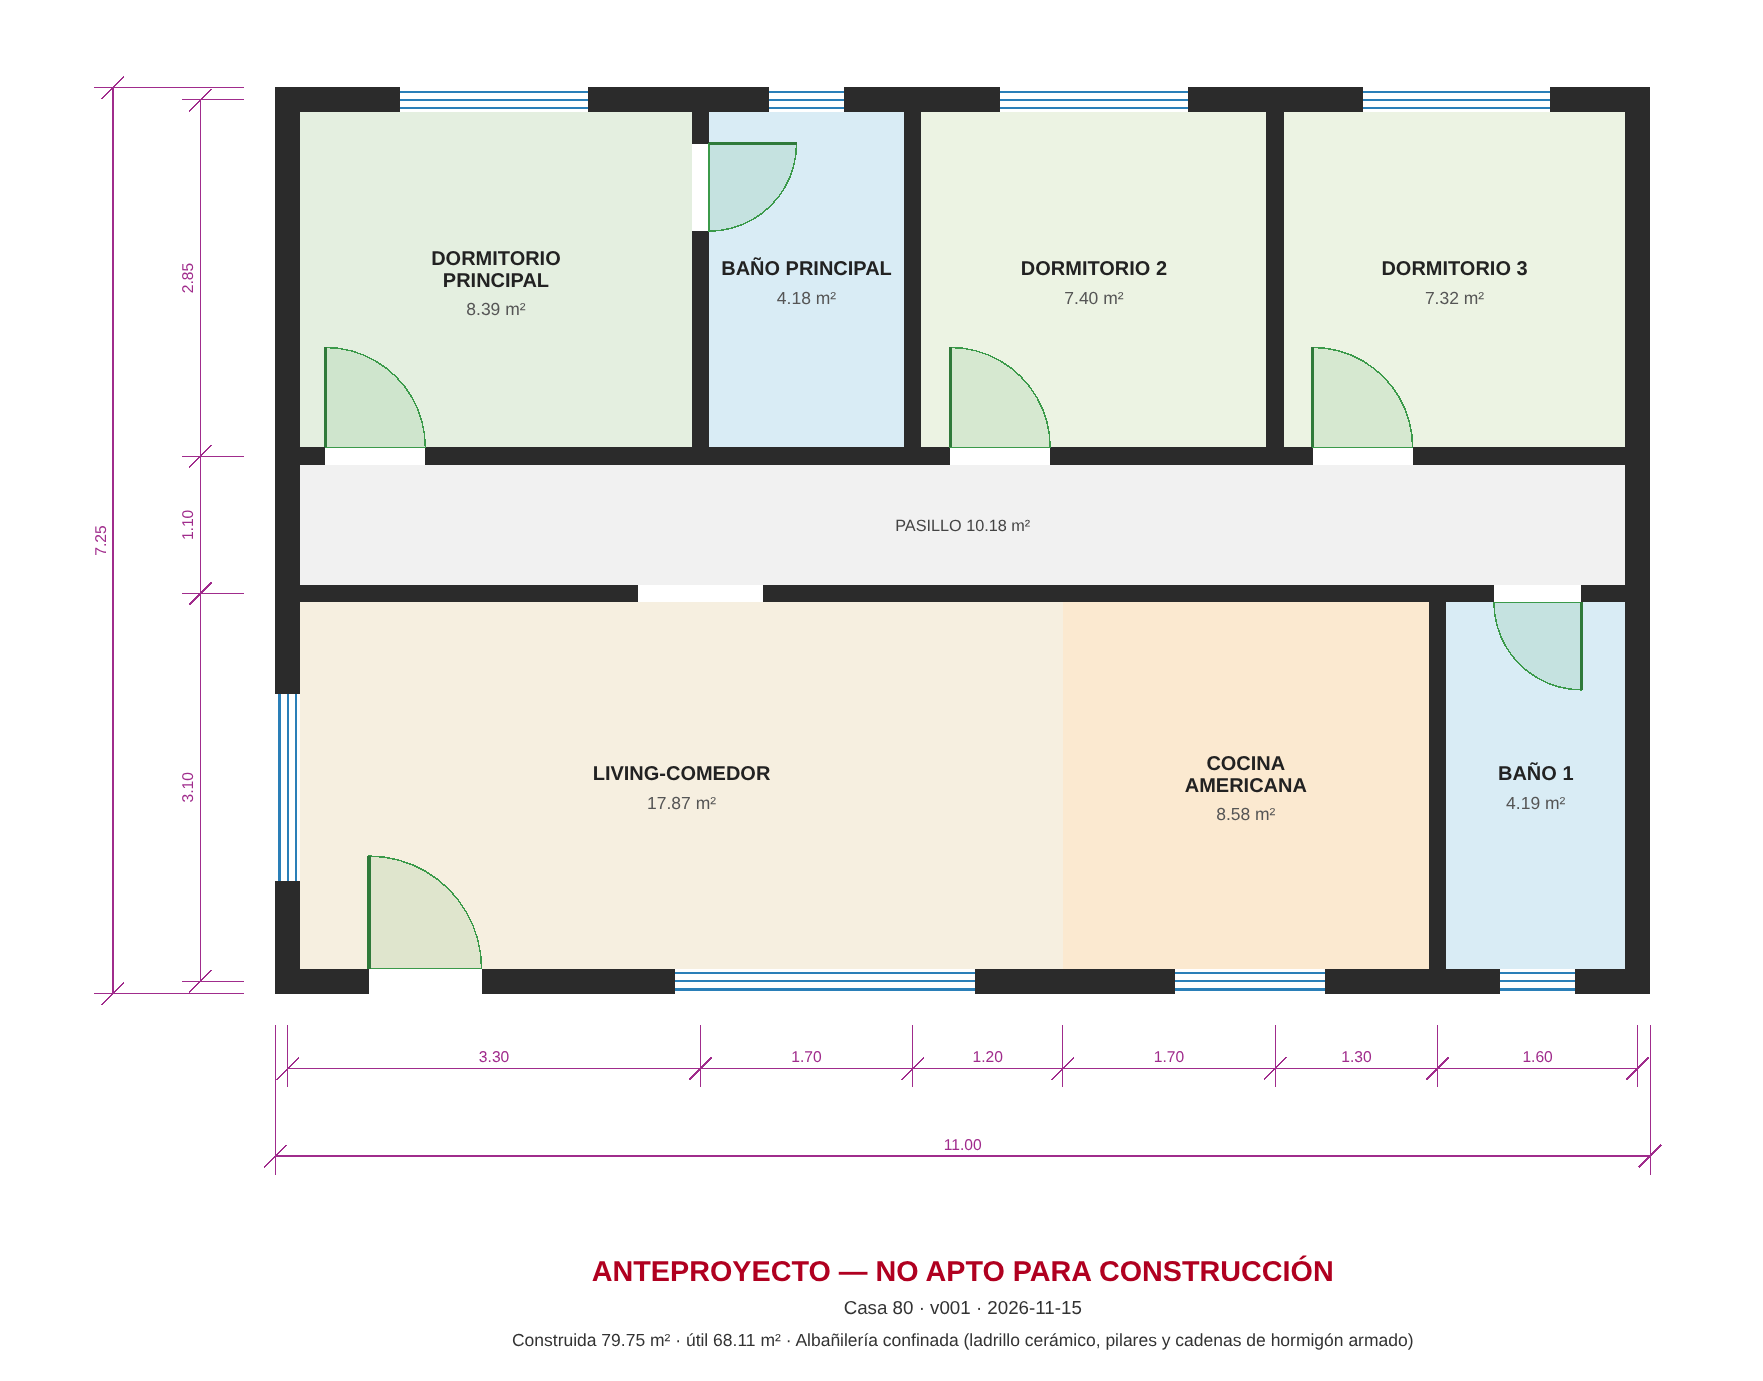 DORMITORIO
PRINCIPAL
8.39 m²
BAÑO PRINCIPAL
4.18 m²
DORMITORIO 2
7.40 m²
DORMITORIO 3
7.32 m²
2.85
1.10
7.25
3.10
PASILLO 10.18 m²
LIVING-COMEDOR
17.87 m²
COCINA
AMERICANA
8.58 m²
BAÑO 1
4.19 m²
3.30
1.70
1.20
1.70
1.30
1.60
11.00
ANTEPROYECTO — NO APTO PARA CONSTRUCCIÓN
Casa 80 · v001 · 2026-11-15
Construida 79.75 m² · útil 68.11 m² · Albañilería confinada (ladrillo cerámico, pilares y cadenas de hormigón armado)